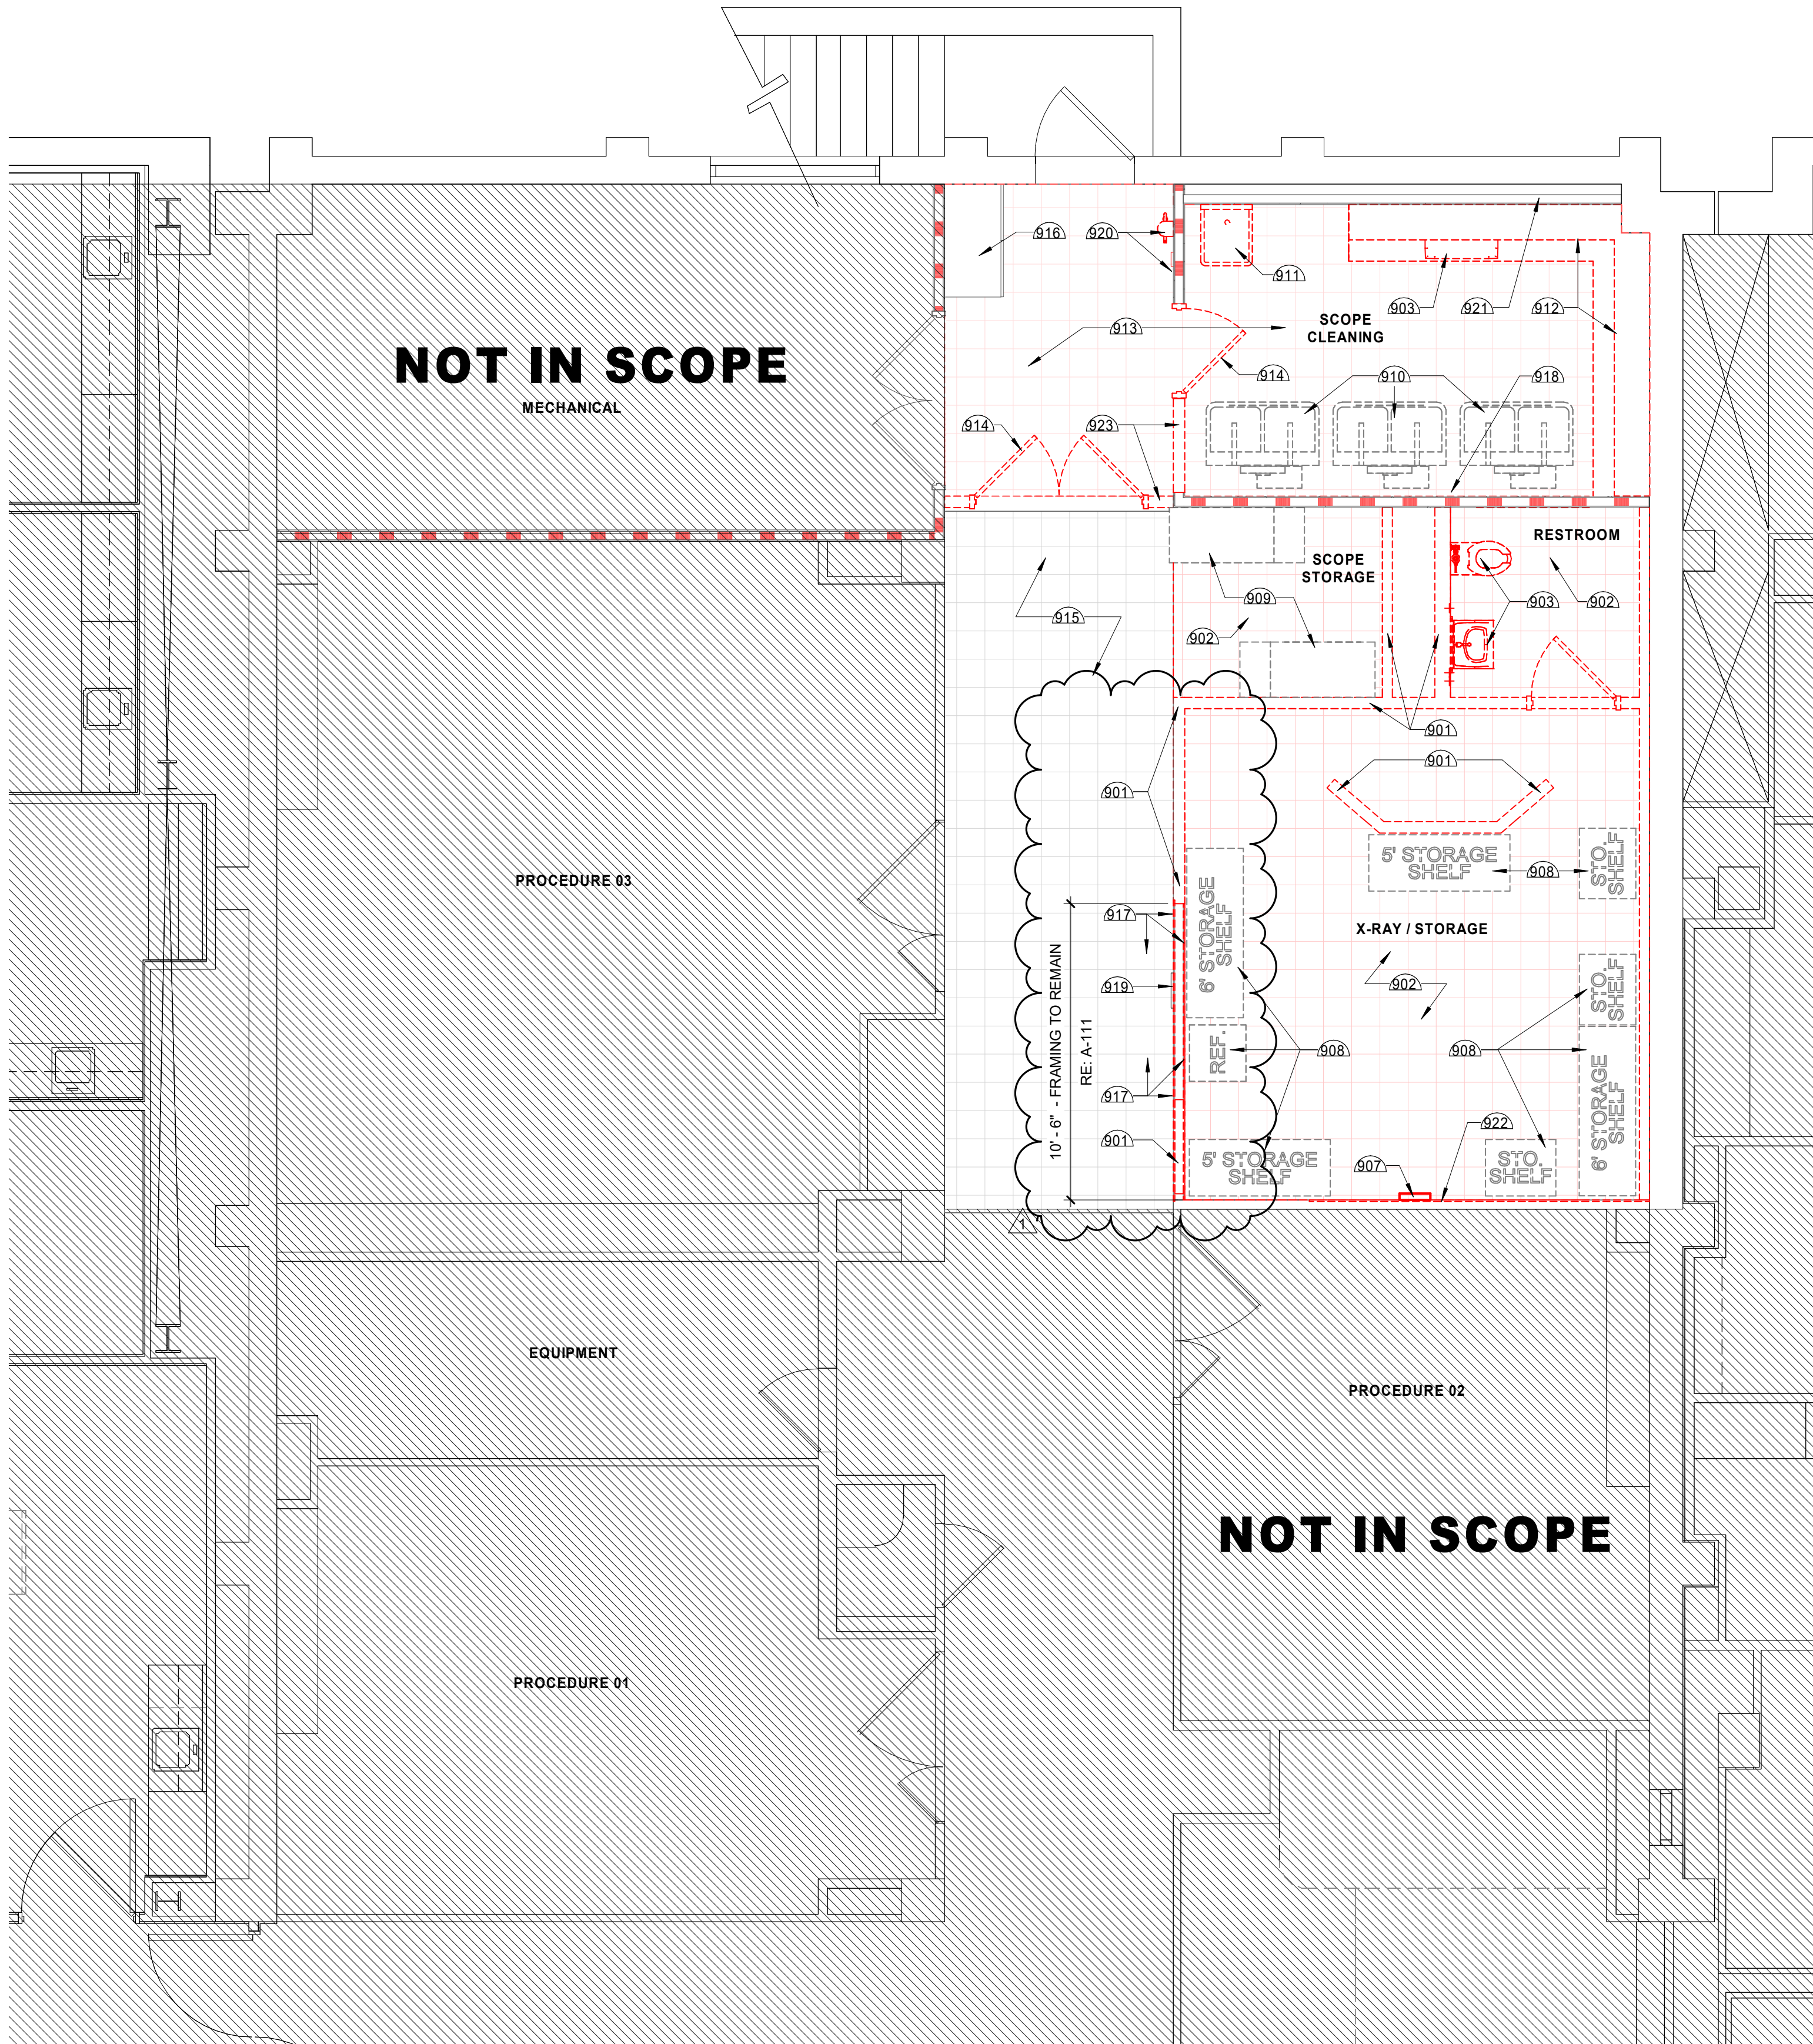 916
920
911
903
921
912
SCOPE
CLEANING
913
NOT IN SCOPE
MECHANICAL
914
910
918
914
923
RESTROOM
SCOPE
STORAGE
909
903
902
915
902
901
901
901
5' STORAGE
SHELF
908
STO.
SHELF
PROCEDURE 03
6' STORAGE
SHELF
917
X-RAY / STORAGE
10' - 6" - FRAMING TO REMAIN
RE: A-111
919
902
STO.
SHELF
REF.
908
908
917
6' STORAGE
SHELF
922
901
5' STORAGE
SHELF
907
STO.
SHELF
1
EQUIPMENT
PROCEDURE 02
NOT IN SCOPE
PROCEDURE 01